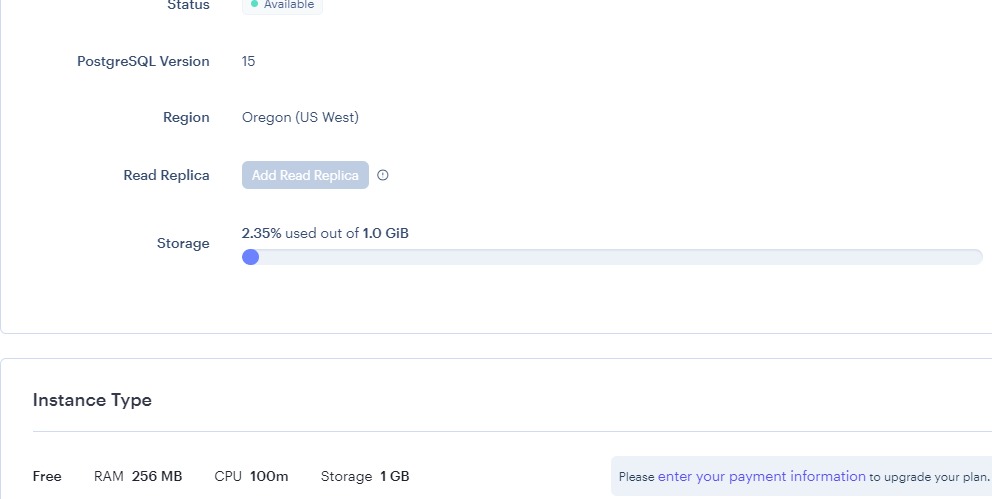 Status Available
PostgreSQL Version 15
Region Oregon (US West)
Read Replica Add Read Replica
Storage 2.35% used out of 1.0 GiB
Instance Type
Free RAM 256 MB CPU 100m Storage 1 GB Please enter your payment information to upgrade your plan.